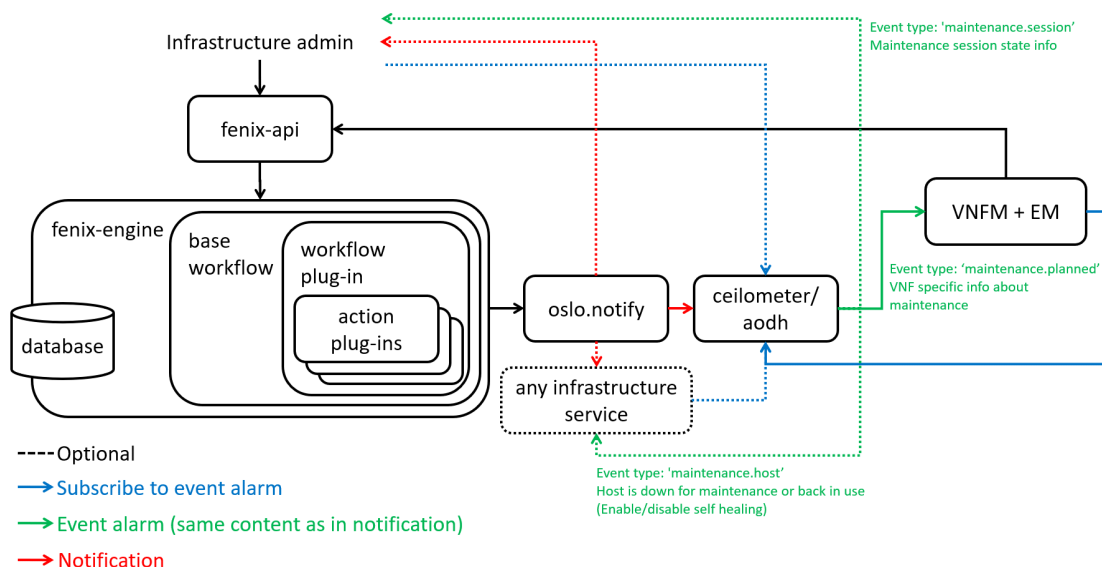 Event type: 'maintenance.session’
Maintenance session state info
Infrastructure admin
fenix-api
fenix-engine
base
workflow
workflow
plug-in
action
plug-ins
database
oslo.notify
ceilometer/
aodh
VNFM + EM
Event type: ‘maintenance.planned’
VNF specific info about
maintenance
any infrastructure
service
Event type: 'maintenance.host’
Host is down for maintenance or back in use
(Enable/disable self healing)
Optional
Subscribe to event alarm
Event alarm (same content as in notification)
Notification